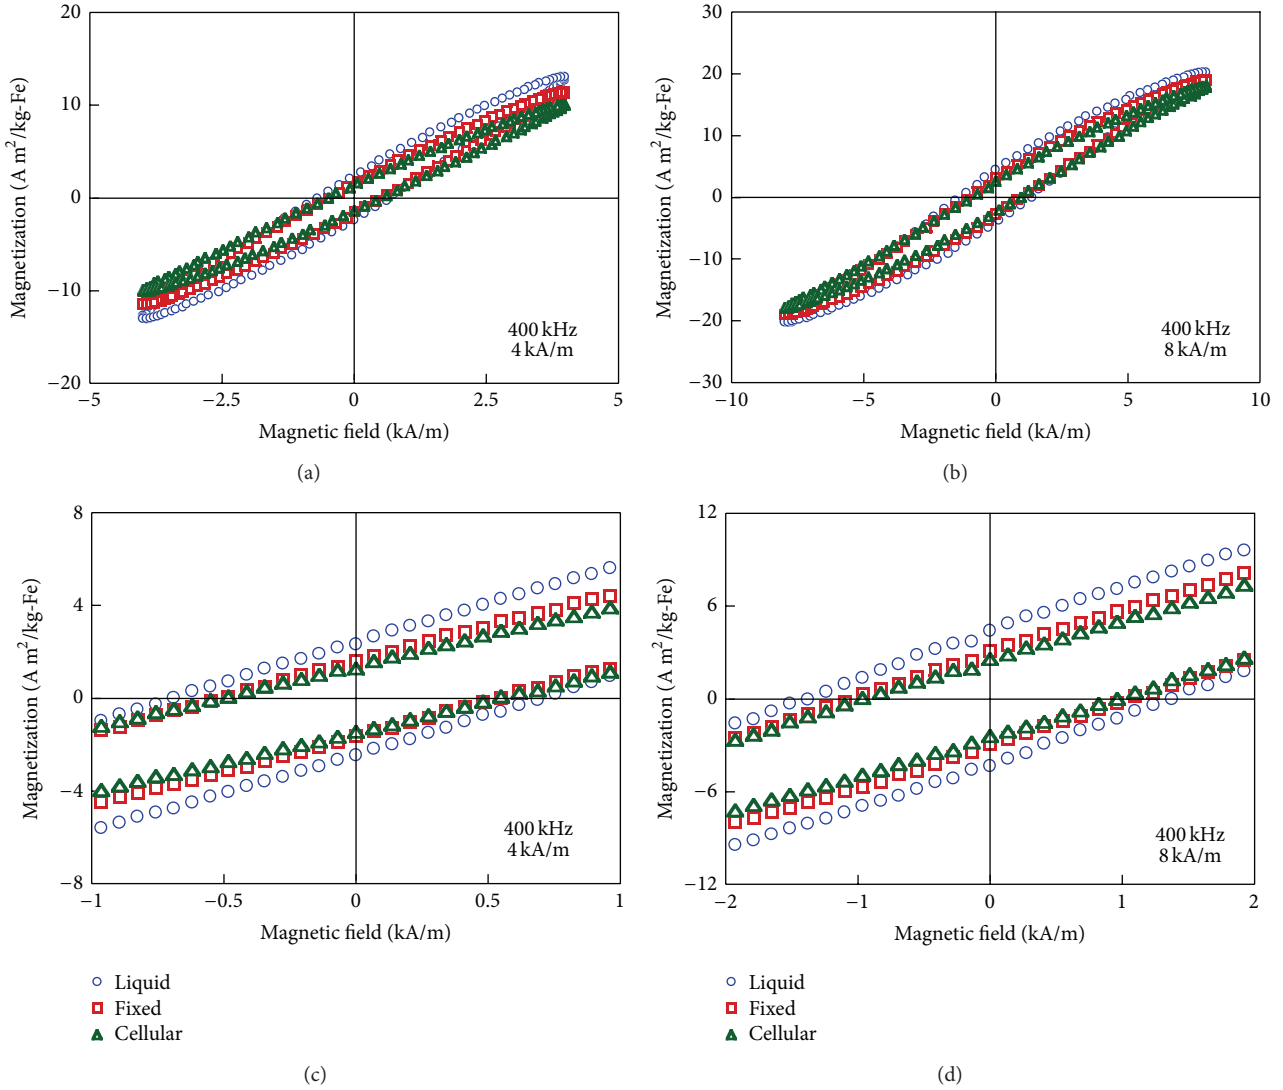 20
10
0
−10
−20
−5
−2.5
0
2.5
5
Magnetization (A m²/kg-Fe)
Magnetic field (kA/m)
400 kHz
4 kA/m
(a)
30
20
10
0
−10
−20
−30
−10
−5
0
5
10
Magnetization (A m²/kg-Fe)
Magnetic field (kA/m)
400 kHz
8 kA/m
(b)
8
4
0
−4
−8
−1
−0.5
0
0.5
1
Magnetization (A m²/kg-Fe)
Magnetic field (kA/m)
400 kHz
4 kA/m
Liquid
Fixed
Cellular
(c)
12
6
0
−6
−12
−2
−1
0
1
2
Magnetization (A m²/kg-Fe)
Magnetic field (kA/m)
400 kHz
8 kA/m
Liquid
Fixed
Cellular
(d)